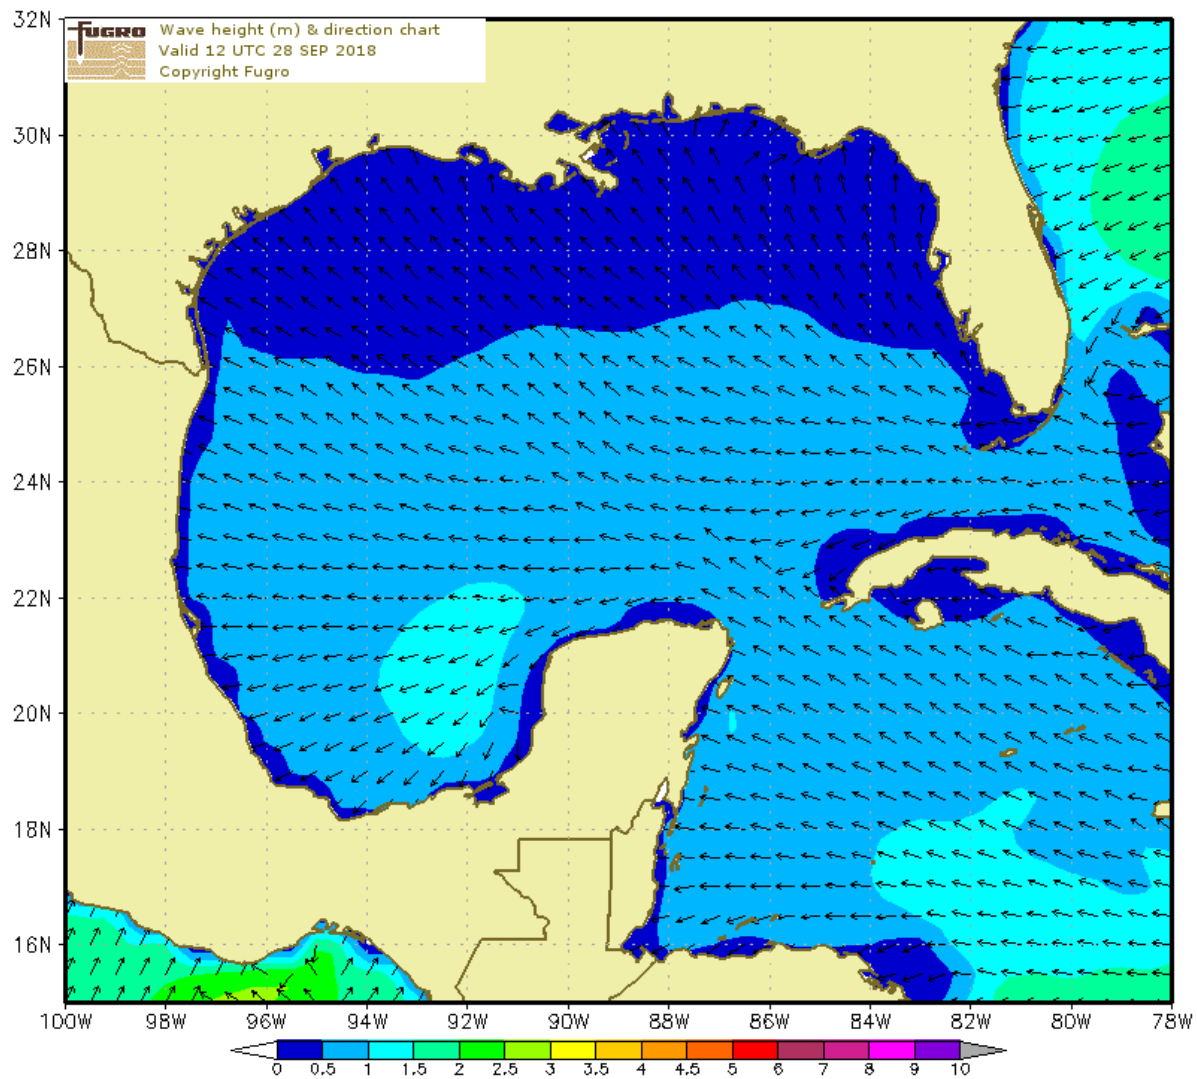 32N
fUGRO Wave height (m) & direction chart
Valid 12 UTC 28 SEP 2018
Copyright Fugro
30N
28N
26N
24N
22N
20N
18N
16N
100W 98W 96W 94W 92W 90W 88W 86W 84W 82W 80W 78W
0 0.5 1 1.5 2 2.5 3 3.5 4 4.5 5 6 7 8 9 10